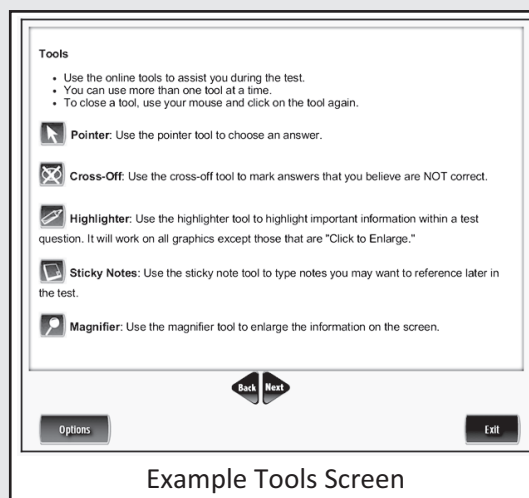 Tools
• Use the online tools to assist you during the test.
• You can use more than one tool at a time.
• To close a tool, use your mouse and click on the tool again.
Pointer: Use the pointer tool to choose an answer.
Cross-Off: Use the cross-off tool to mark answers that you believe are NOT correct.
Highlighter: Use the highlighter tool to highlight important information within a test
question. It will work on all graphics except those that are "Click to Enlarge."
Sticky Notes: Use the sticky note tool to type notes you may want to reference later in
the test.
Magnifier: Use the magnifier tool to enlarge the information on the screen.
Back Next
Options Exit
Example Tools Screen